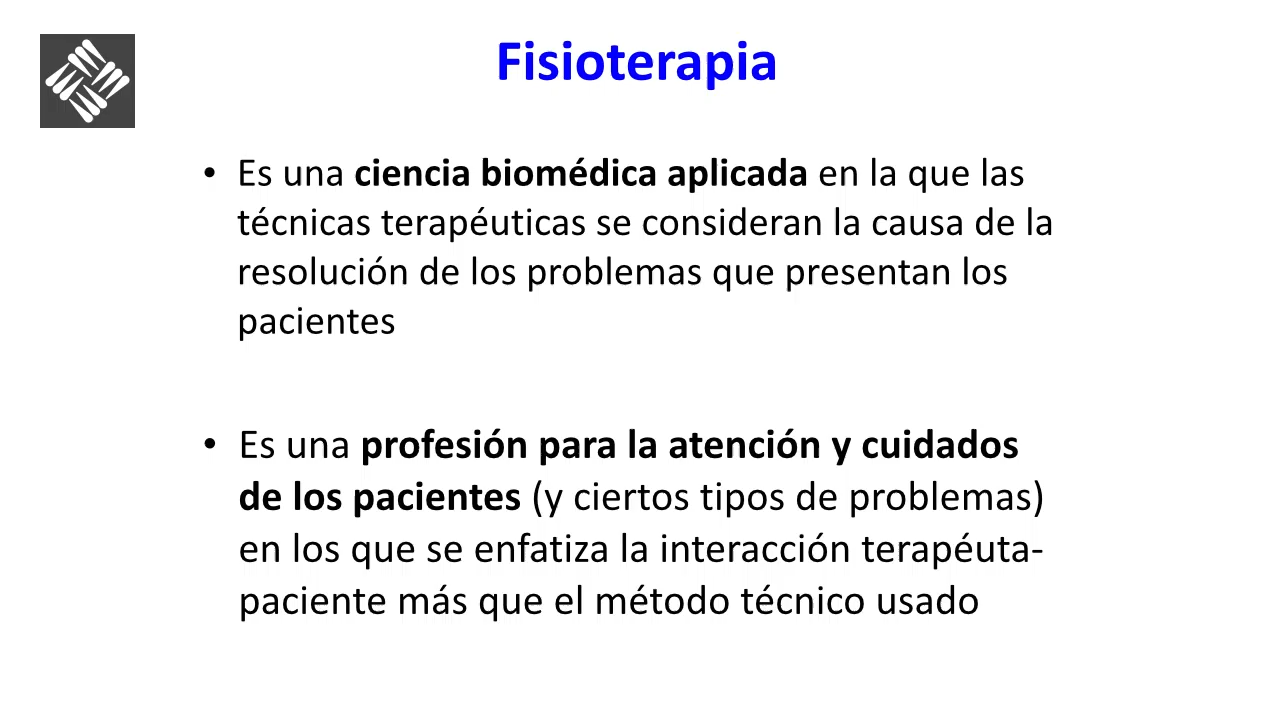 Fisioterapia
• Es una ciencia biomédica aplicada en la que las
técnicas terapéuticas se consideran la causa de la
resolución de los problemas que presentan los
pacientes
• Es una profesión para la atención y cuidados
de los pacientes (y ciertos tipos de problemas)
en los que se enfatiza la interacción terapéuta-
paciente más que el método técnico usado